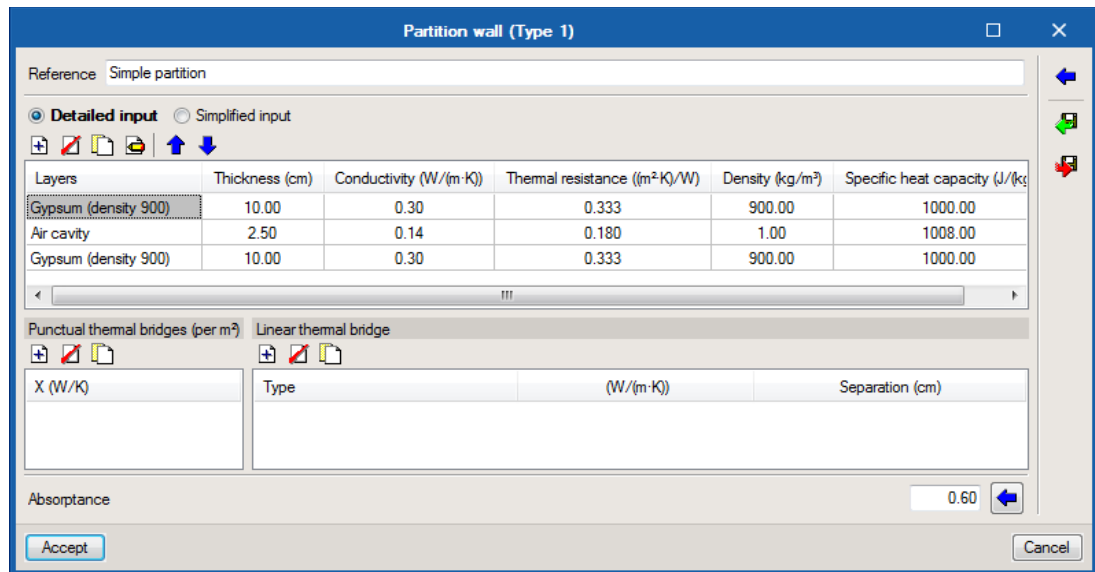 Partition wall (Type 1)
Reference Simple partition
Detailed input Simplified input
Layers Thickness (cm) Conductivity (W/(m·K)) Thermal resistance ((m²·K)/W) Density (kg/m³) Specific heat capacity (J/(kg
Gypsum (density 900) 10.00 0.30 0.333 900.00 1000.00
Air cavity 2.50 0.14 0.180 1.00 1008.00
Gypsum (density 900) 10.00 0.30 0.333 900.00 1000.00
Punctual thermal bridges (per m²) Linear thermal bridge
X (W/K) Type (W/(m·K)) Separation (cm)
Absorptance 0.60
Accept Cancel